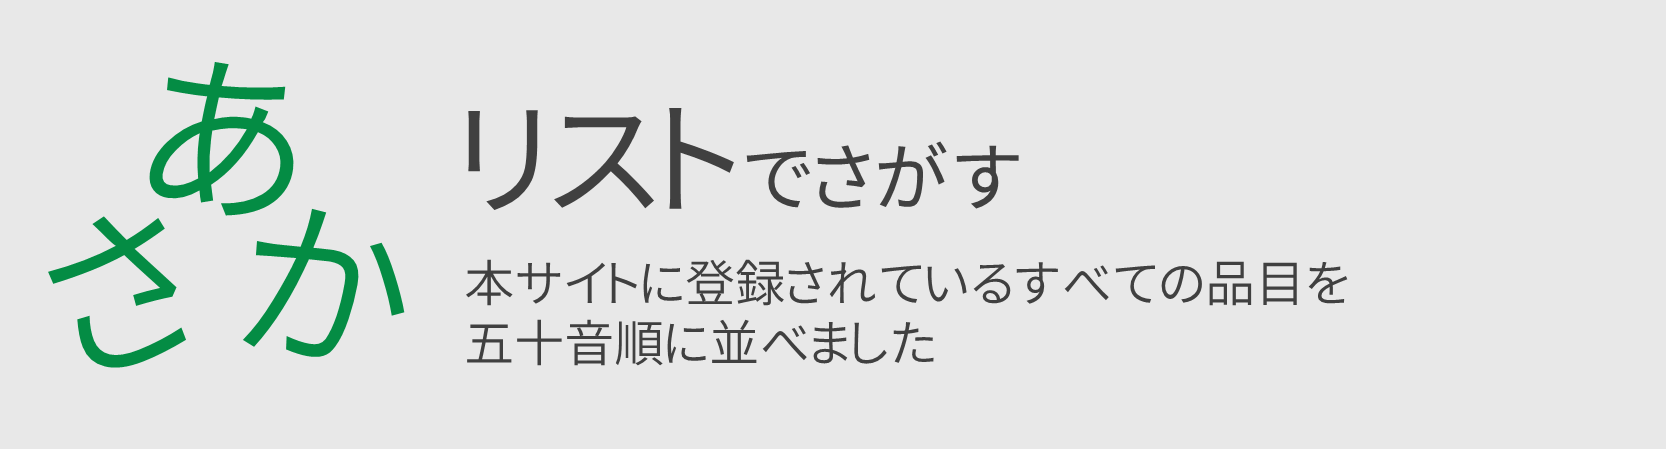 あ
か
さ
リストでさがす
本サイトに登録されているすべての品目を
五十音順に並べました